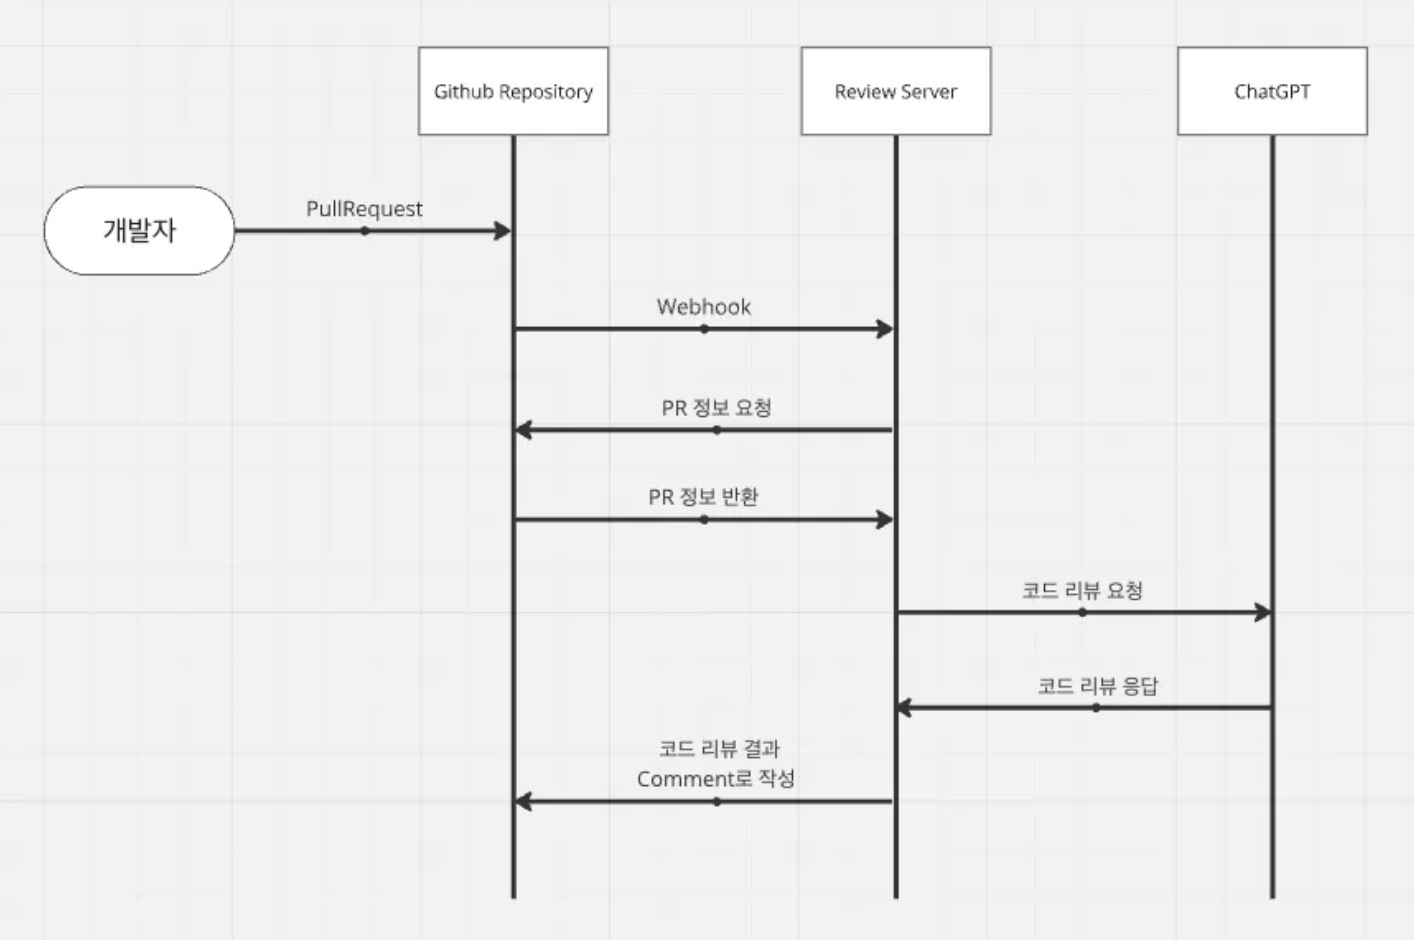 Github Repository
Review Server
ChatGPT
개발자
PullRequest
Webhook
PR 정보 요청
PR 정보 반환
코드 리뷰 요청
코드 리뷰 응답
코드 리뷰 결과
Comment로 작성